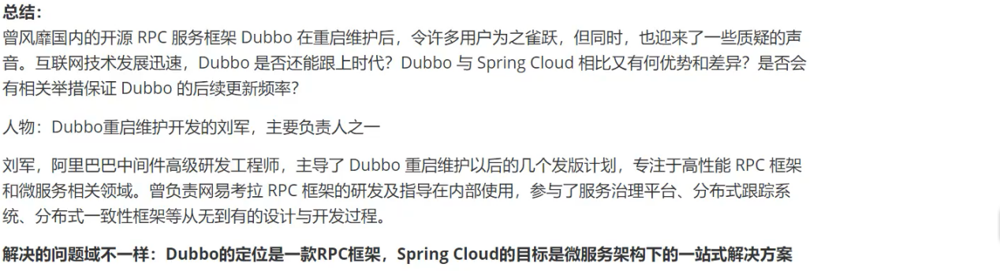 总结：
曾风靡国内的开源 RPC 服务框架 Dubbo 在重启维护后，令许多用户为之雀跃，但同时，也迎来了一些质疑的声
音。互联网技术发展迅速，Dubbo 是否还能跟上时代？Dubbo 与 Spring Cloud 相比又有何优势和差异？是否会
有相关举措保证 Dubbo 的后续更新频率？
人物：Dubbo重启维护开发的刘军，主要负责人之一
刘军，阿里巴巴中间件高级研发工程师，主导了 Dubbo 重启维护以后的几个发版计划，专注于高性能 RPC 框架
和微服务相关领域。曾负责网易考拉 RPC 框架的研发及指导在内部使用，参与了服务治理平台、分布式跟踪系
统、分布式一致性框架等从无到有的设计与开发过程。
解决的问题域不一样：Dubbo的定位是一款RPC框架，Spring Cloud的目标是微服务架构下的一站式解决方案